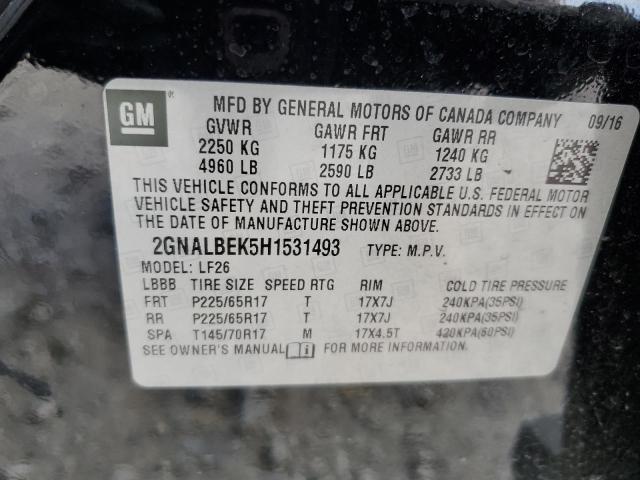 GM ®
MFD BY GENERAL MOTORS OF CANADA COMPANY 09/16
GVWR GAWR FRT GAWR RR
2250 KG 1175 KG 1240 KG
4960 LB 2590 LB 2733 LB
THIS VEHICLE CONFORMS TO ALL APPLICABLE U.S. FEDERAL MOTOR
VEHICLE SAFETY AND THEFT PREVENTION STANDARDS IN EFFECT ON
THE DATE OF MANUFACTURE SHOWN ABOVE.
2GNALBEK5H1531493 TYPE: M.P.V.
MODEL: LF26
LBBB TIRE SIZE SPEED RTG RIM COLD TIRE PRESSURE
FRT P225/65R17 T 17X7J 240KPA(35PSI)
RR P225/65R17 T 17X7J 240KPA(35PSI)
SPA T145/70R17 M 17X4.5T 420KPA(60PSI)
SEE OWNER'S MANUAL i FOR MORE INFORMATION.